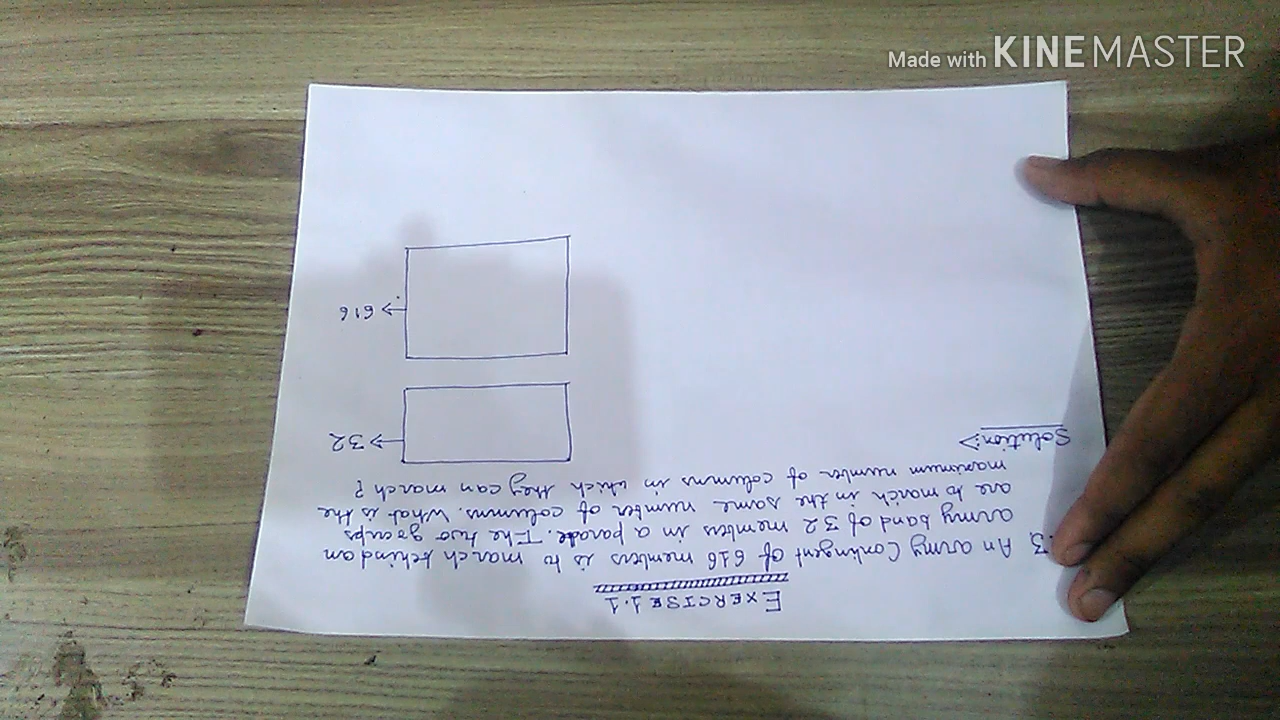 Made with KINEMASTER
EXERCISE 1.1
3. An army Contingent of 616 members is to march behind an
army band of 32 members in a parade. The two groups
are to march in the same number of columns. What is the
maximum number of columns in which they can march?
Solution:->
32
616